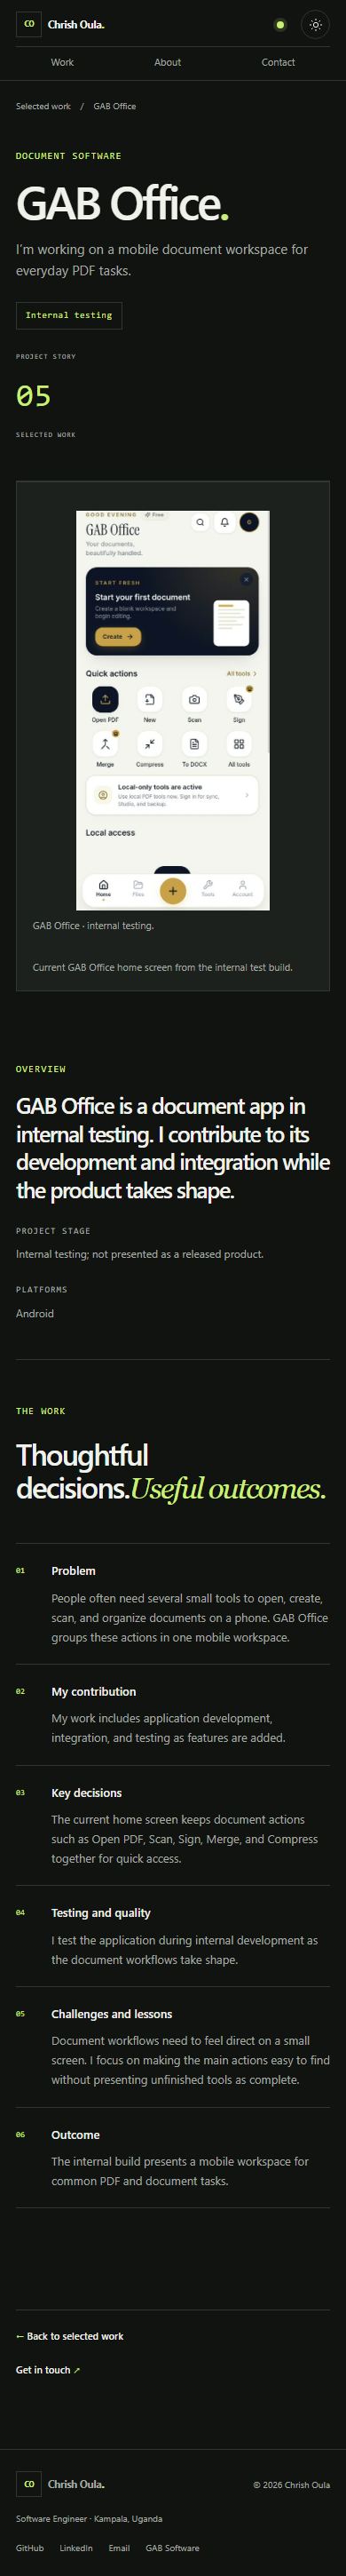 CO Chrish Oula.
Work About Contact
Selected work / GAB Office
DOCUMENT SOFTWARE
GAB Office.
I'm working on a mobile document workspace for
everyday PDF tasks.
Internal testing
PROJECT STORY
05
SELECTED WORK
GOOD EVENING Free
GAB Office
Your documents,
beautifully handled.
START FRESH
Start your first document
Create a blank workspace and
begin editing.
Create →
Quick actions All tools >
Open PDF New Scan Sign
Merge Compress To DOCX All tools
Local-only tools are active
Use local PDF tools now. Sign in for sync,
Studio, and backup.
Local access
Home Files + Tools Account
GAB Office · internal testing.
Current GAB Office home screen from the internal test build.
OVERVIEW
GAB Office is a document app in
internal testing. I contribute to its
development and integration while
the product takes shape.
PROJECT STAGE
Internal testing; not presented as a released product.
PLATFORMS
Android
THE WORK
Thoughtful
decisions.Useful outcomes.
01 Problem
People often need several small tools to open, create,
scan, and organize documents on a phone. GAB Office
groups these actions in one mobile workspace.
02 My contribution
My work includes application development,
integration, and testing as features are added.
03 Key decisions
The current home screen keeps document actions
such as Open PDF, Scan, Sign, Merge, and Compress
together for quick access.
04 Testing and quality
I test the application during internal development as
the document workflows take shape.
05 Challenges and lessons
Document workflows need to feel direct on a small
screen. I focus on making the main actions easy to find
without presenting unfinished tools as complete.
06 Outcome
The internal build presents a mobile workspace for
common PDF and document tasks.
← Back to selected work
Get in touch ↗
CO Chrish Oula. © 2026 Chrish Oula
Software Engineer · Kampala, Uganda
GitHub LinkedIn Email GAB Software